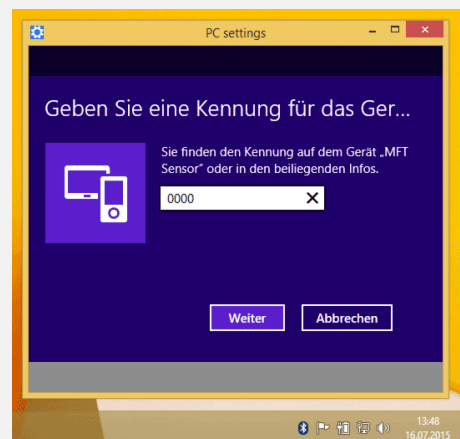 PC settings
Geben Sie eine Kennung für das Ger...
Sie finden den Kennung auf dem Gerät „MFT
Sensor“ oder in den beiliegenden Infos.
0000
Weiter
Abbrechen
13:48
16.07.2015